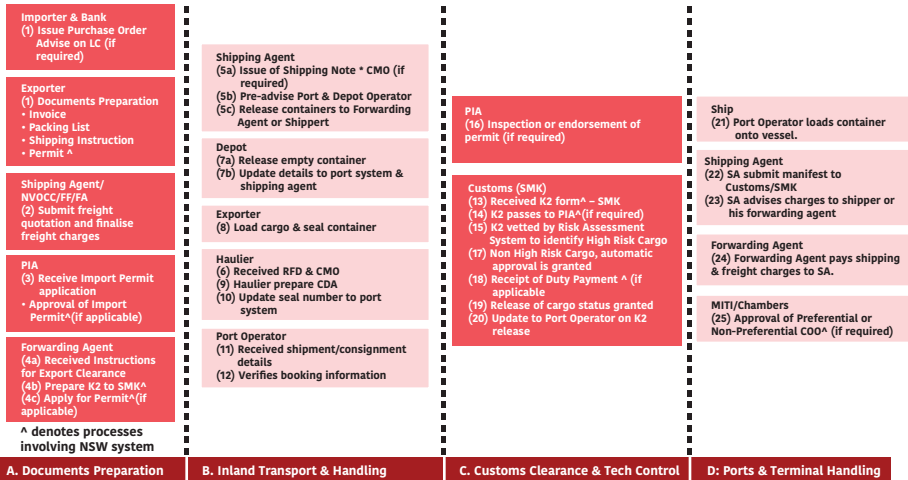 Importer & Bank
(1) Issue Purchase Order
Advise on LC (if
required)
Exporter
(1) Documents Preparation
• Invoice
• Packing List
• Shipping Instruction
• Permit ^
Shipping Agent/
NVOCC/FF/FA
(2) Submit freight
quotation and finalise
freight charges
PIA
(3) Receive Import Permit
application
• Approval of Import
Permit^(if applicable)
Forwarding Agent
(4a) Received Instructions
for Export Clearance
(4b) Prepare K2 to SMK^
(4c) Apply for Permit^(if
applicable)
^ denotes processes
involving NSW system
A. Documents Preparation
Shipping Agent
(5a) Issue of Shipping Note * CMO (if
required)
(5b) Pre-advise Port & Depot Operator
(5c) Release containers to Forwarding
Agent or Shippert
Depot
(7a) Release empty container
(7b) Update details to port system &
shipping agent
Exporter
(8) Load cargo & seal container
Haulier
(6) Received RFD & CMO
(9) Haulier prepare CDA
(10) Update seal number to port
system
Port Operator
(11) Received shipment/consignment
details
(12) Verifies booking information
B. Inland Transport & Handling
PIA
(16) Inspection or endorsement of
permit (if required)
Customs (SMK)
(13) Received K2 form^ – SMK
(14) K2 passes to PIA^(if required)
(15) K2 vetted by Risk Assessment
System to identify High Risk Cargo
(17) Non High Risk Cargo, automatic
approval is granted
(18) Receipt of Duty Payment ^ (if
applicable
(19) Release of cargo status granted
(20) Update to Port Operator on K2
release
C. Customs Clearance & Tech Control
Ship
(21) Port Operator loads container
onto vessel.
Shipping Agent
(22) SA submit manifest to
Customs/SMK
(23) SA advises charges to shipper or
his forwarding agent
Forwarding Agent
(24) Forwarding Agent pays shipping
& freight charges to SA.
MITI/Chambers
(25) Approval of Preferential or
Non-Preferential COO^ (if required)
D: Ports & Terminal Handling